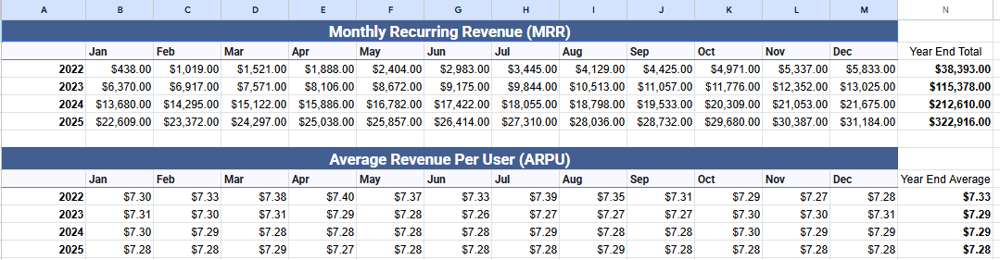 A B C D E F G H I J K L M N
Monthly Recurring Revenue (MRR)
Jan Feb Mar Apr May Jun Jul Aug Sep Oct Nov Dec Year End Total
2022 $438.00 $1,019.00 $1,521.00 $1,888.00 $2,404.00 $2,983.00 $3,445.00 $4,129.00 $4,425.00 $4,971.00 $5,337.00 $5,833.00 $38,393.00
2023 $6,370.00 $6,917.00 $7,571.00 $8,106.00 $8,672.00 $9,175.00 $9,844.00 $10,513.00 $11,057.00 $11,776.00 $12,352.00 $13,025.00 $115,378.00
2024 $13,680.00 $14,295.00 $15,122.00 $15,886.00 $16,782.00 $17,422.00 $18,055.00 $18,798.00 $19,533.00 $20,309.00 $21,053.00 $21,675.00 $212,610.00
2025 $22,609.00 $23,372.00 $24,297.00 $25,038.00 $25,857.00 $26,414.00 $27,310.00 $28,036.00 $28,732.00 $29,680.00 $30,387.00 $31,184.00 $322,916.00
Average Revenue Per User (ARPU)
Jan Feb Mar Apr May Jun Jul Aug Sep Oct Nov Dec Year End Average
2022 $7.30 $7.33 $7.38 $7.40 $7.37 $7.33 $7.39 $7.35 $7.31 $7.29 $7.27 $7.28 $7.33
2023 $7.31 $7.30 $7.31 $7.29 $7.28 $7.26 $7.27 $7.27 $7.27 $7.30 $7.30 $7.31 $7.29
2024 $7.30 $7.29 $7.28 $7.28 $7.28 $7.28 $7.29 $7.28 $7.28 $7.30 $7.29 $7.29 $7.29
2025 $7.28 $7.28 $7.29 $7.27 $7.28 $7.28 $7.28 $7.29 $7.28 $7.28 $7.28 $7.28 $7.28